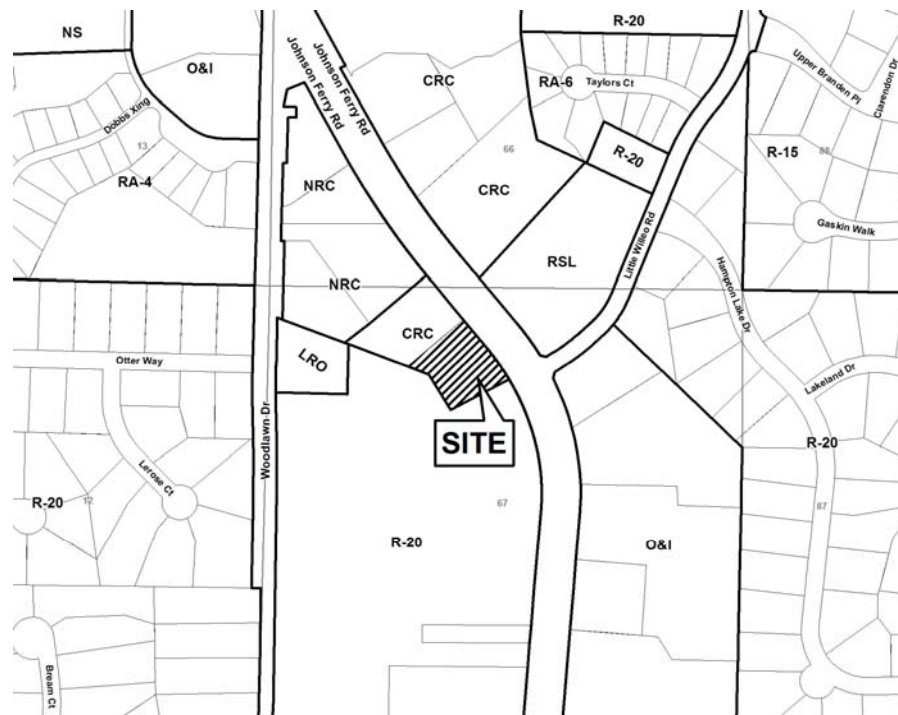 R-20
NS
O&I
Johnson Ferry Rd
Johnson Ferry Rd
CRC
RA-6
Taylors Ct
Upper Branden Pl
Clarendon Dr
Dobbs Xing
13
66
R-20
R-15
88
RA-4
NRC
CRC
Gaskin Walk
Little Willeo Rd
RSL
Hampton Lake Dr
NRC
CRC
LRO
Otter Way
Lakeland Dr
Woodlawn Dr
SITE
R-20
Lerose Ct
R-20
12
67
87
R-20
O&I
Bream Ct